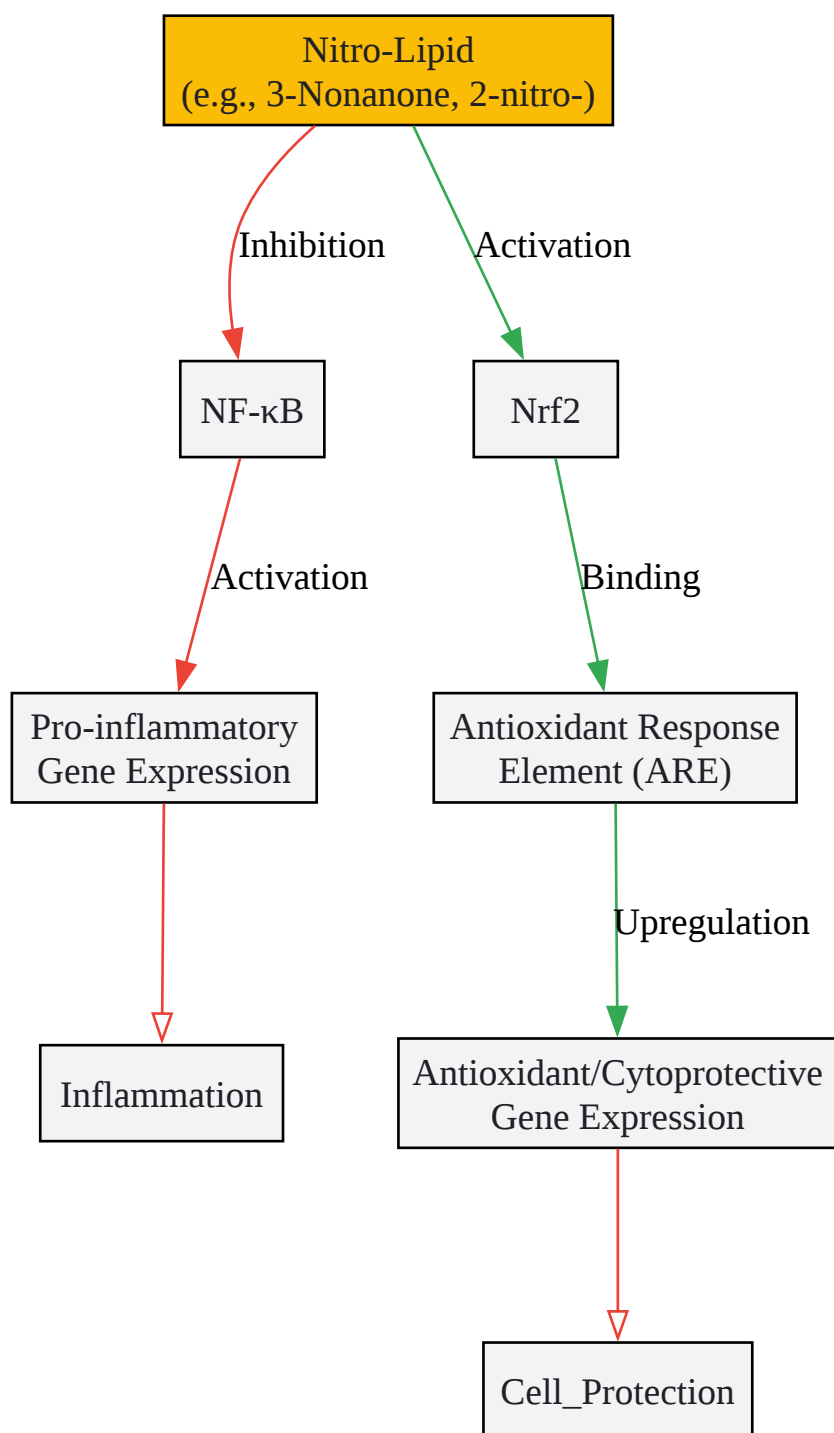 Nitro-Lipid
(e.g., 3-Nonanone, 2-nitro-)
Inhibition
Activation
NF-κB
Nrf2
Activation
Binding
Pro-inflammatory
Gene Expression
Antioxidant Response
Element (ARE)
Upregulation
Inflammation
Antioxidant/Cytoprotective
Gene Expression
Cell_Protection